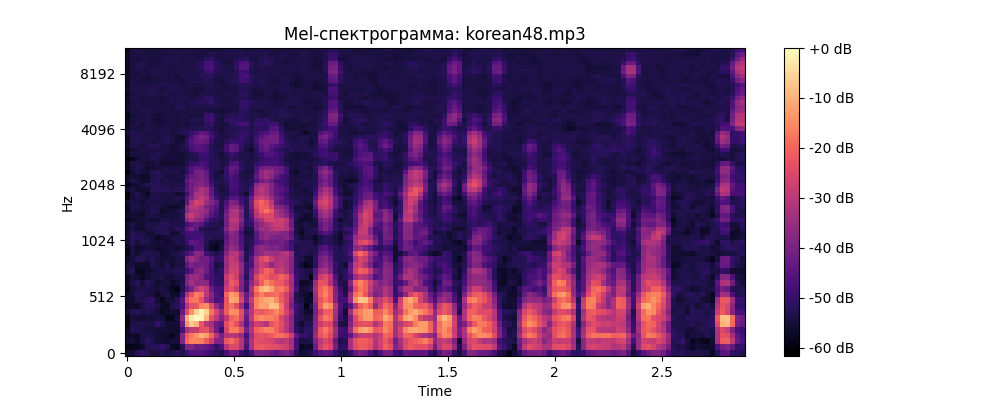 Mel-спектрограмма: korean48.mp3
8192
4096
2048
1024
512
0
Hz
0
0.5
1
1.5
2
2.5
Time
+0 dB
-10 dB
-20 dB
-30 dB
-40 dB
-50 dB
-60 dB